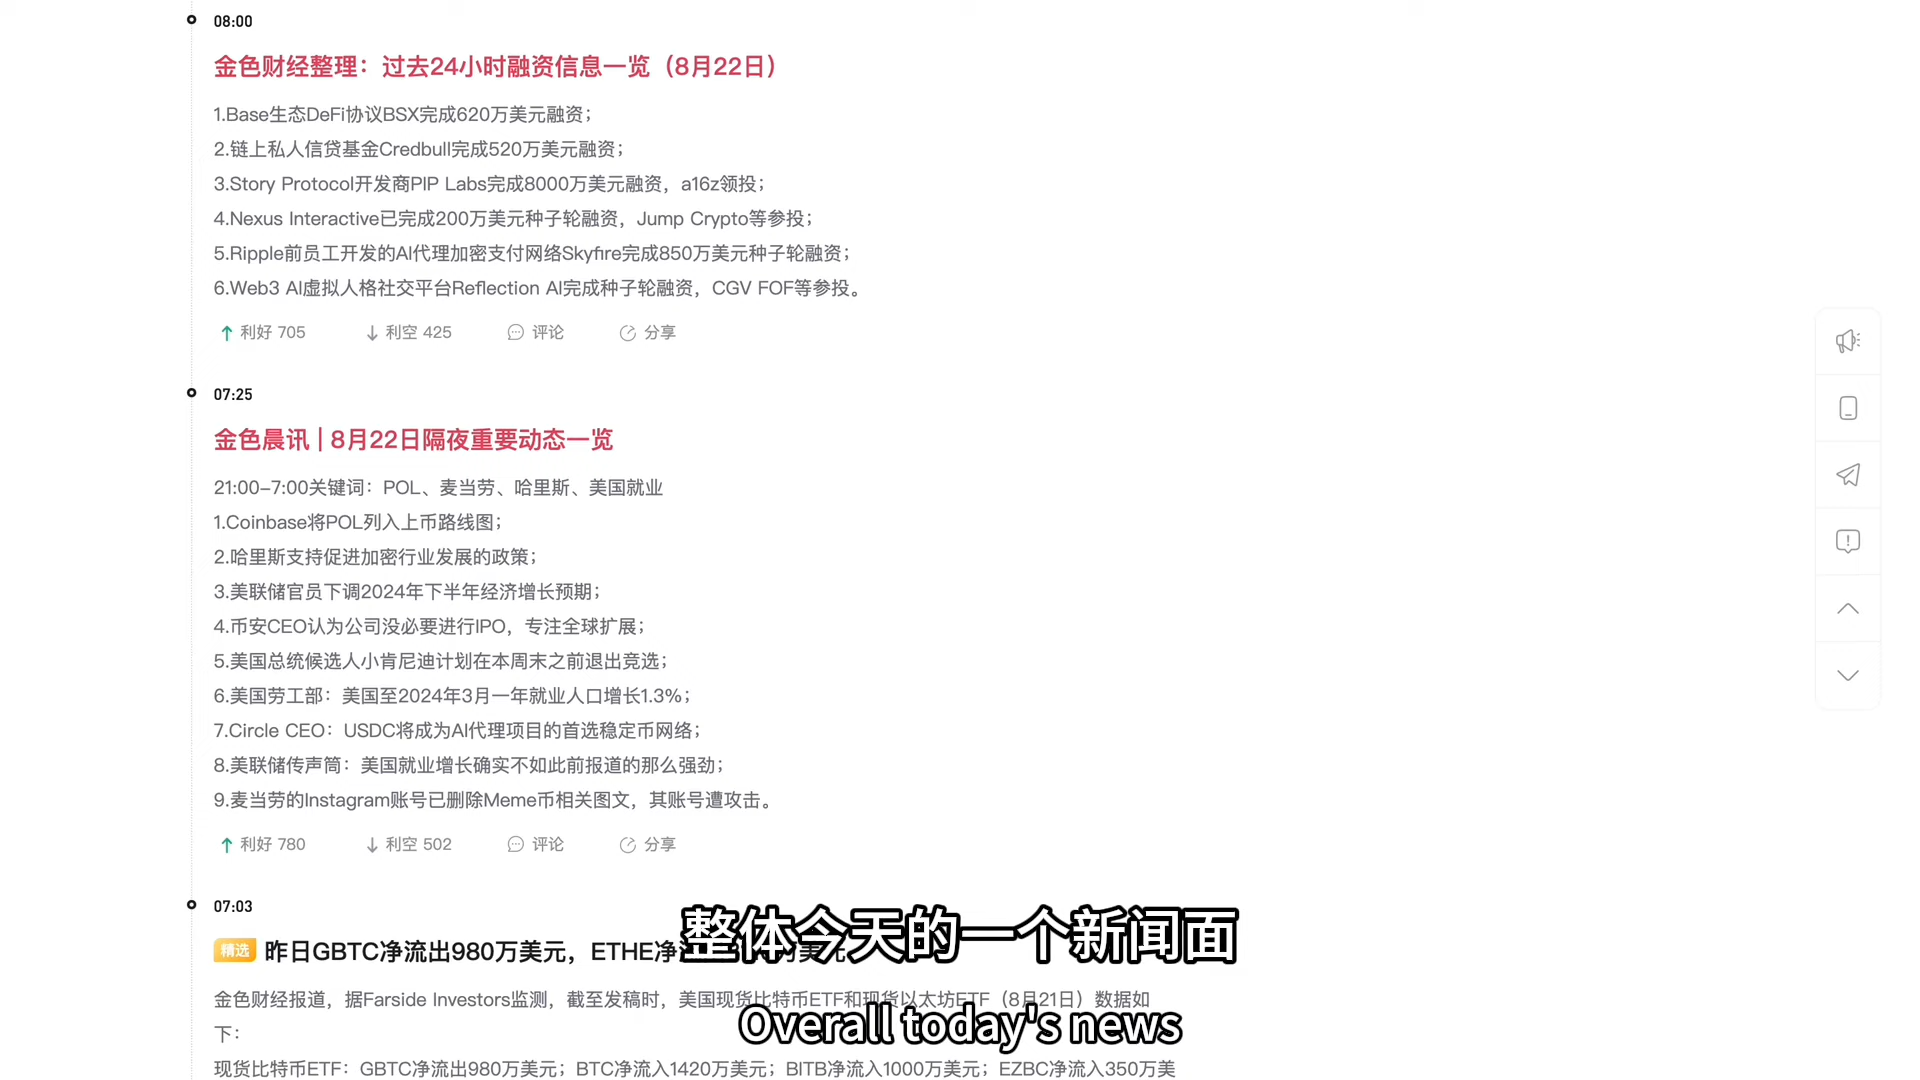 08:00
金色财经整理：过去24小时融资信息一览（8月22日）
1.Base生态DeFi协议BSX完成620万美元融资；
2.链上私人信贷基金Credbull完成520万美元融资；
3.Story Protocol开发商PIP Labs完成8000万美元融资，a16z领投；
4.Nexus Interactive已完成200万美元种子轮融资，Jump Crypto等参投；
5.Ripple前员工开发的AI代理加密支付网络Skyfire完成850万美元种子轮融资；
6.Web3 AI虚拟人格社交平台Reflection AI完成种子轮融资，CGV FOF等参投。
利好 705 利空 425 评论 分享
07:25
金色晨讯 | 8月22日隔夜重要动态一览
21:00-7:00关键词：POL、麦当劳、哈里斯、美国就业
1.Coinbase将POL列入上币路线图；
2.哈里斯支持促进加密行业发展的政策；
3.美联储官员下调2024年下半年经济增长预期；
4.币安CEO认为公司没必要进行IPO，专注全球扩展；
5.美国总统候选人小肯尼迪计划在本周末之前退出竞选；
6.美国劳工部：美国至2024年3月一年就业人口增长1.3%；
7.Circle CEO：USDC将成为AI代理项目的首选稳定币网络；
8.美联储传声筒：美国就业增长确实不如此前报道的那么强劲；
9.麦当劳的Instagram账号已删除Meme币相关图文，其账号遭攻击。
利好 780 利空 502 评论 分享
07:03
精选 昨日GBTC净流出980万美元，ETHE净
整体今天的一个新闻面
金色财经报道，据Farside Investors监测，截至发稿时，美国现货比特币ETF和现货以太坊ETF（8月21日）数据如
下：
Overall today's news
现货比特币ETF：GBTC净流出980万美元；BTC净流入1420万美元；BITB净流入1000万美元；EZBC净流入350万美